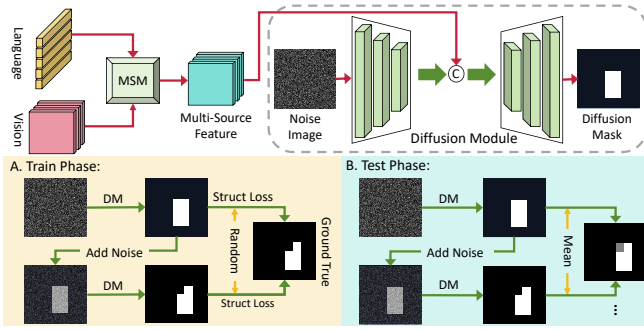 Language
MSM
Vision
Multi-Source
Feature
Noise
Image
C
Diffusion Module
Diffusion
Mask
A. Train Phase:
DM
Struct Loss
Add Noise
Random
Ground True
DM
Struct Loss
B. Test Phase:
DM
Add Noise
Mean
DM
...